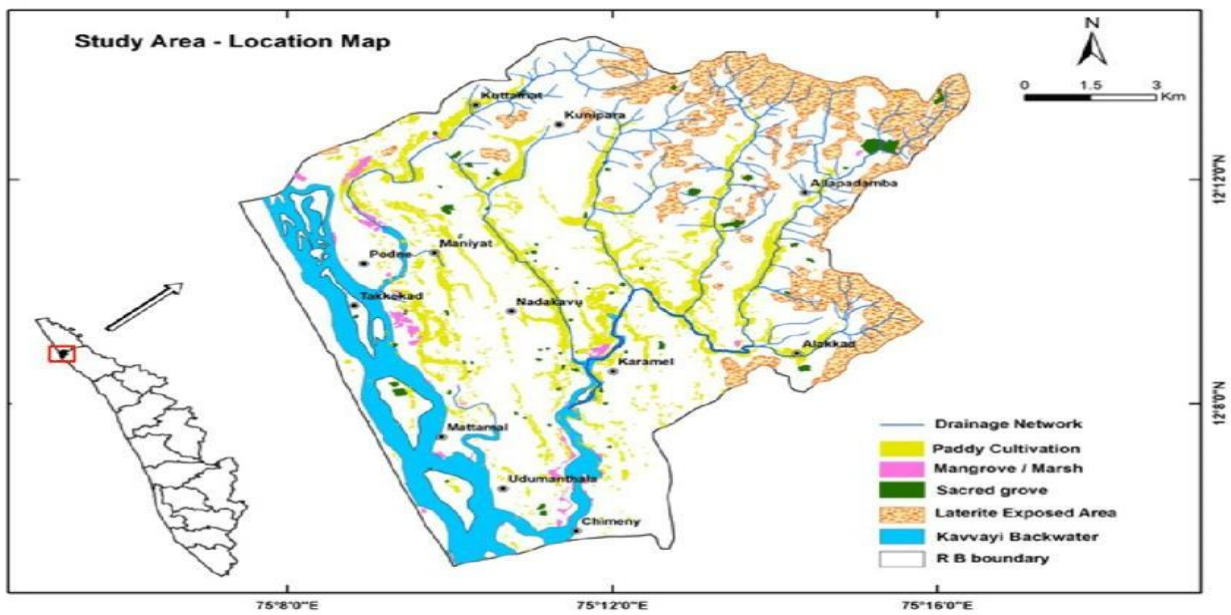 Study Area - Location Map
N
0 1.5 3
Km
Kuttamat
Kunipara
Allapadamba
12°12'0"N
Maniyat
Podne
Takkekad
Nadakavu
Alakkad
Karamel
12°8'0"N
Mattamal
Udumanthala
Chimeny
Drainage Network
Paddy Cultivation
Mangrove / Marsh
Sacred grove
Laterite Exposed Area
Kavvayi Backwater
R B boundary
75°8'0"E 75°12'0"E 75°16'0"E